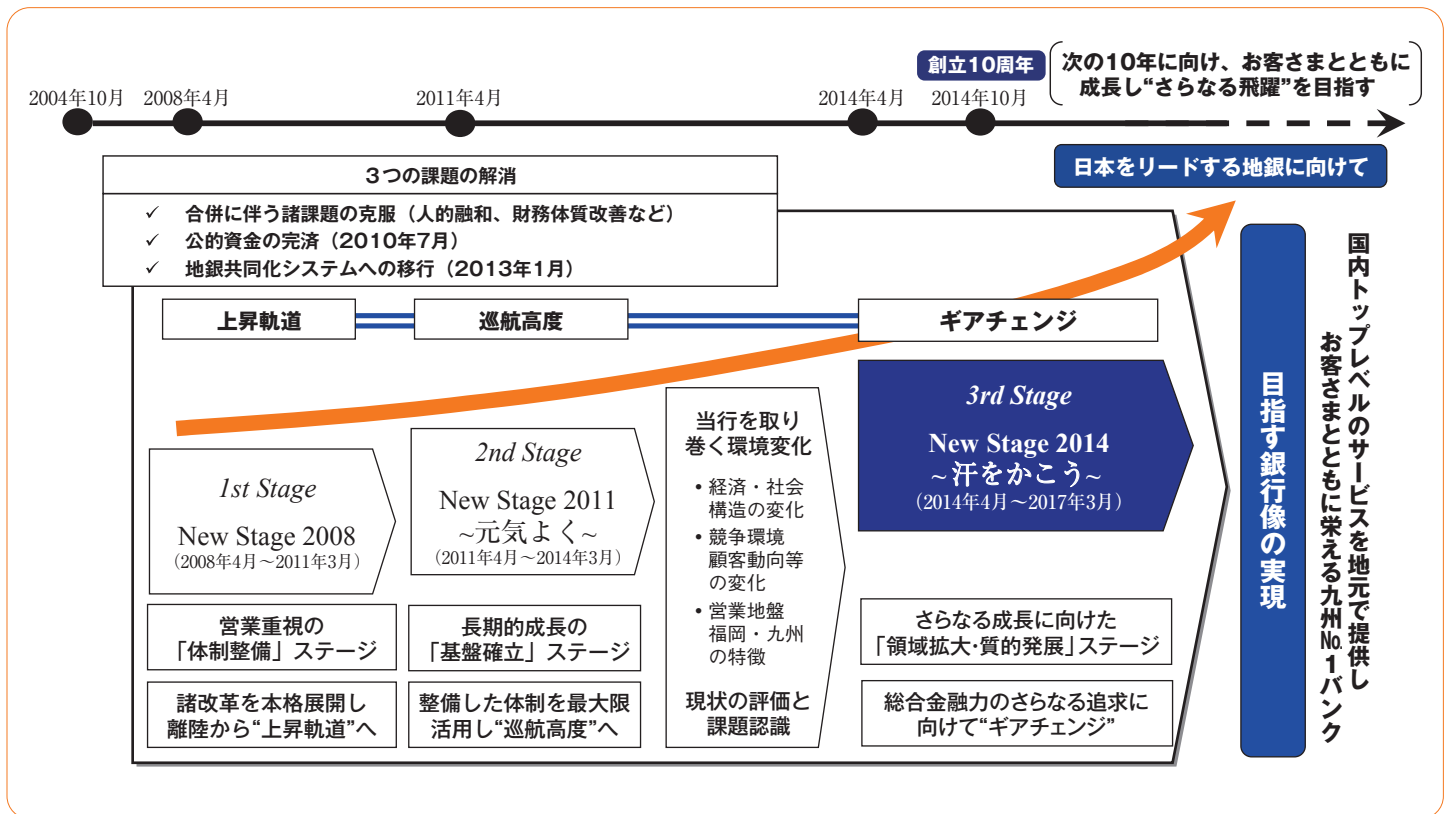 創立10周年
次の10年に向け、お客さまとともに
成長し“さらなる飛躍”を目指す
2004年10月
2008年4月
2011年4月
2014年4月
2014年10月
日本をリードする地銀に向けて
3つの課題の解消
✓ 合併に伴う諸課題の克服（人的融和、財務体質改善など）
✓ 公的資金の完済（2010年7月）
✓ 地銀共同化システムへの移行（2013年1月）
上昇軌道
巡航高度
ギアチェンジ
1st Stage
New Stage 2008
（2008年4月～2011年3月）
営業重視の
「体制整備」ステージ
諸改革を本格展開し
離陸から“上昇軌道”へ
2nd Stage
New Stage 2011
~元気よく~
（2011年4月～2014年3月）
長期的成長の
「基盤確立」ステージ
整備した体制を最大限
活用し“巡航高度”へ
当行を取り
巻く環境変化
• 経済・社会
構造の変化
• 競争環境
顧客動向等
の変化
• 営業地盤
福岡・九州
の特徴
現状の評価と
課題認識
3rd Stage
New Stage 2014
~汗をかこう~
（2014年4月～2017年3月）
さらなる成長に向けた
「領域拡大・質的発展」ステージ
総合金融力のさらなる追求に
向けて“ギアチェンジ”
目指す銀行像の実現
国内トップレベルのサービスを地元で提供し
お客さまとともに栄える九州№1バンク